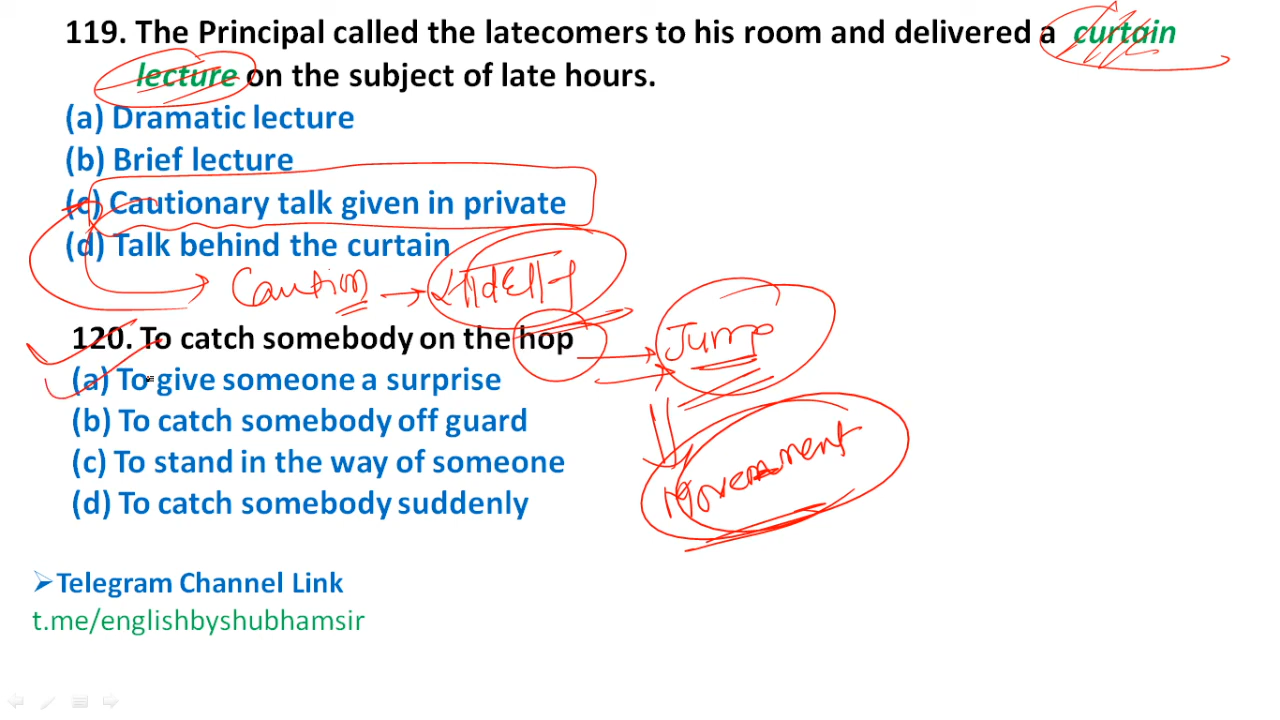 119. The Principal called the latecomers to his room and delivered a curtain
lecture on the subject of late hours.
(a) Dramatic lecture
(b) Brief lecture
(c) Cautionary talk given in private
(d) Talk behind the curtain
Caution →
120. To catch somebody on the hop
Jump
(a) To give someone a surprise
(b) To catch somebody off guard
(c) To stand in the way of someone
(d) To catch somebody suddenly
➢Telegram Channel Link
t.me/englishbyshubhamsir